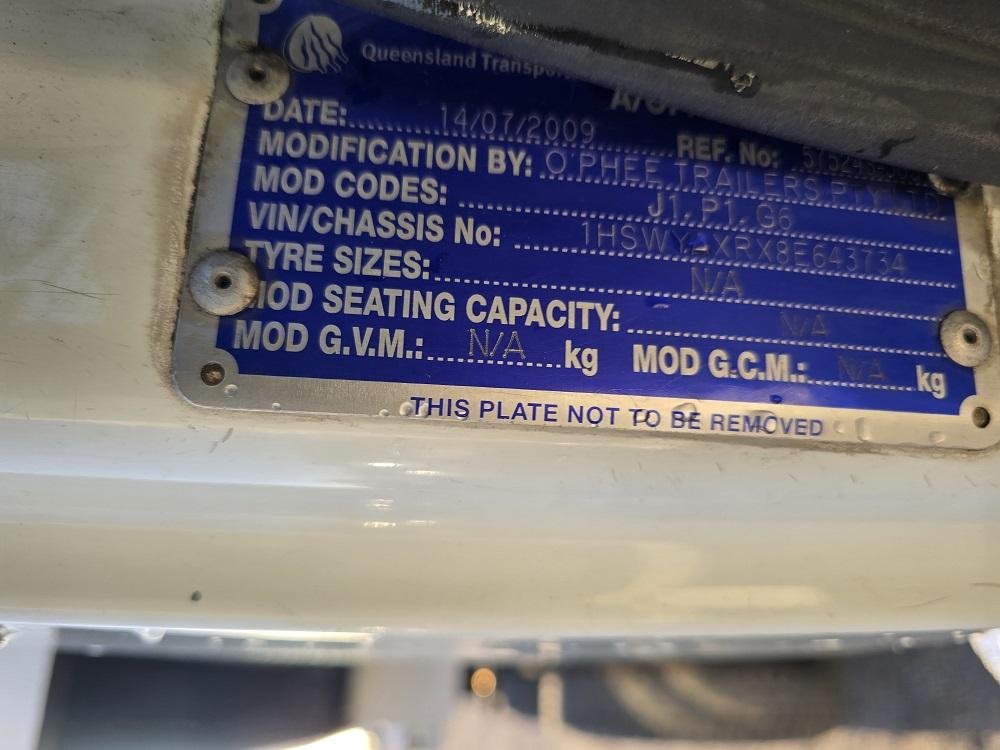 Queensland Transport
DATE: 14/07/2009 REF. No:
MODIFICATION BY: O'PHEE TRAILERS PTY LTD
MOD CODES: J1, P1, G6
VIN/CHASSIS No:
TYRE SIZES: N/A
MOD SEATING CAPACITY: N/A
MOD G.V.M.: N/A kg MOD G.C.M.: N/A kg
THIS PLATE NOT TO BE REMOVED